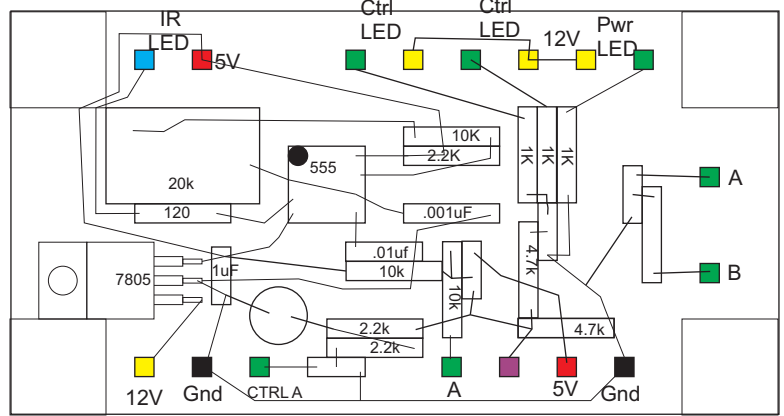 IR
LED
5V
Ctrl
LED
Ctrl
LED
12V
Pwr
LED
10K
2.2K
1K
1K
1K
555
20k
120
.001uF
A
.01uf
10k
4.7k
7805
1uF
10k
B
2.2k
2.2k
4.7k
12V
Gnd
CTRL A
A
5V
Gnd